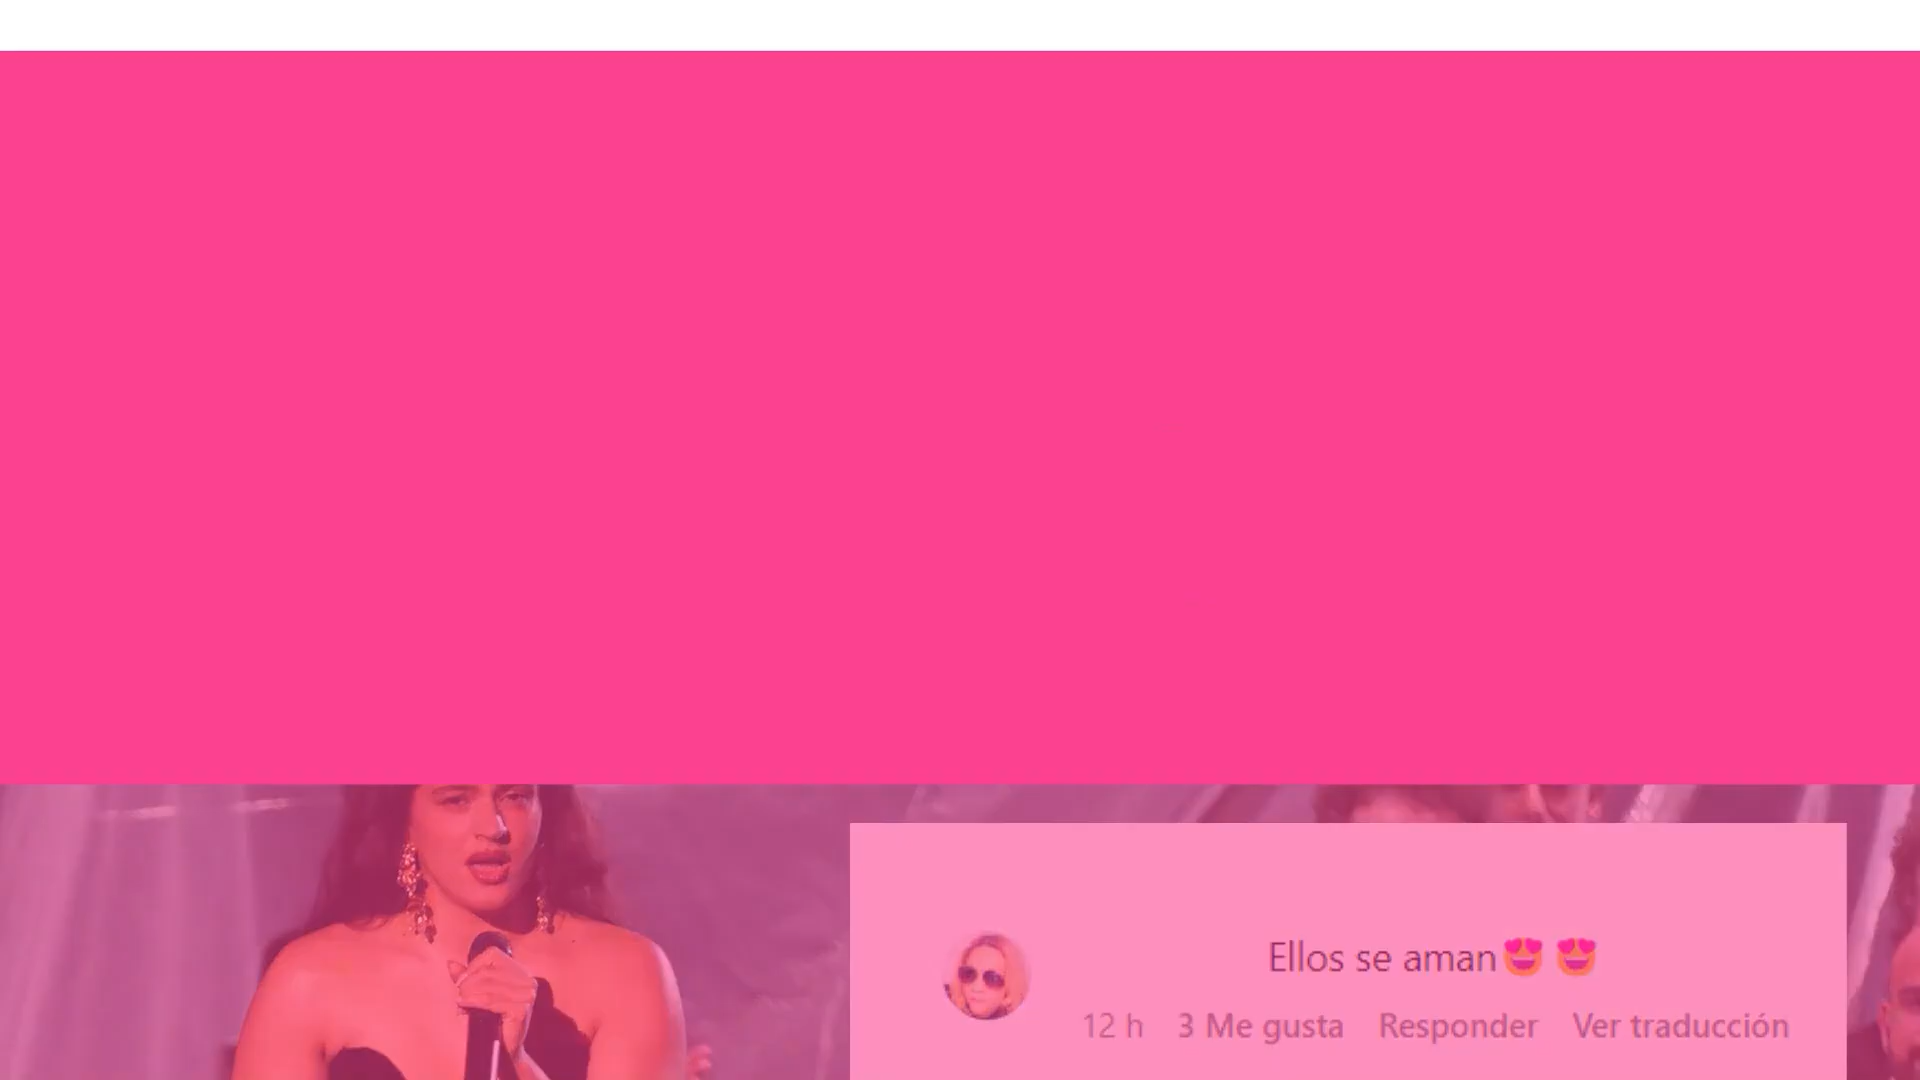 Ellos se aman😍 😍
12 h 3 Me gusta Responder Ver traducción